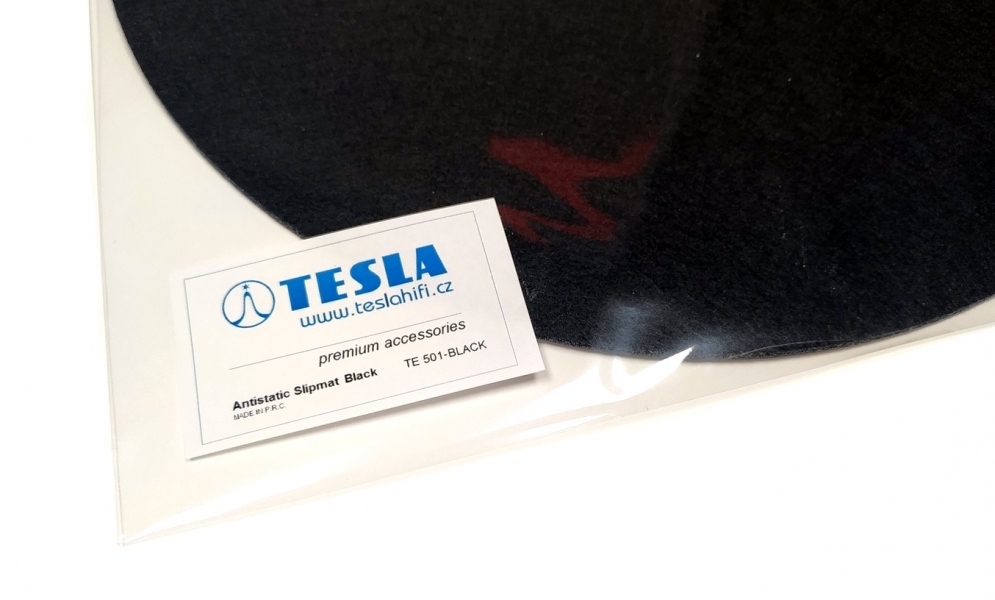 TESLA
www.teslahifi.cz
premium accessories
Antistatic Slipmat Black TE 501-BLACK
MADE IN P.R.C.